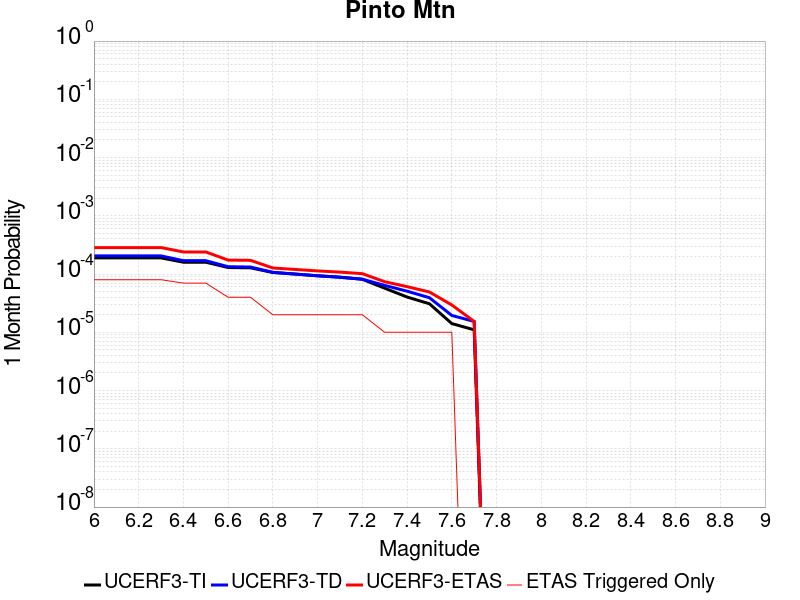 Pinto Mtn
10^0
10^-1
10^-2
10^-3
10^-4
10^-5
10^-6
10^-7
10^-8
1 Month Probability
6 6.2 6.4 6.6 6.8 7 7.2 7.4 7.6 7.8 8 8.2 8.4 8.6 8.8 9
Magnitude
UCERF3-TI UCERF3-TD UCERF3-ETAS ETAS Triggered Only